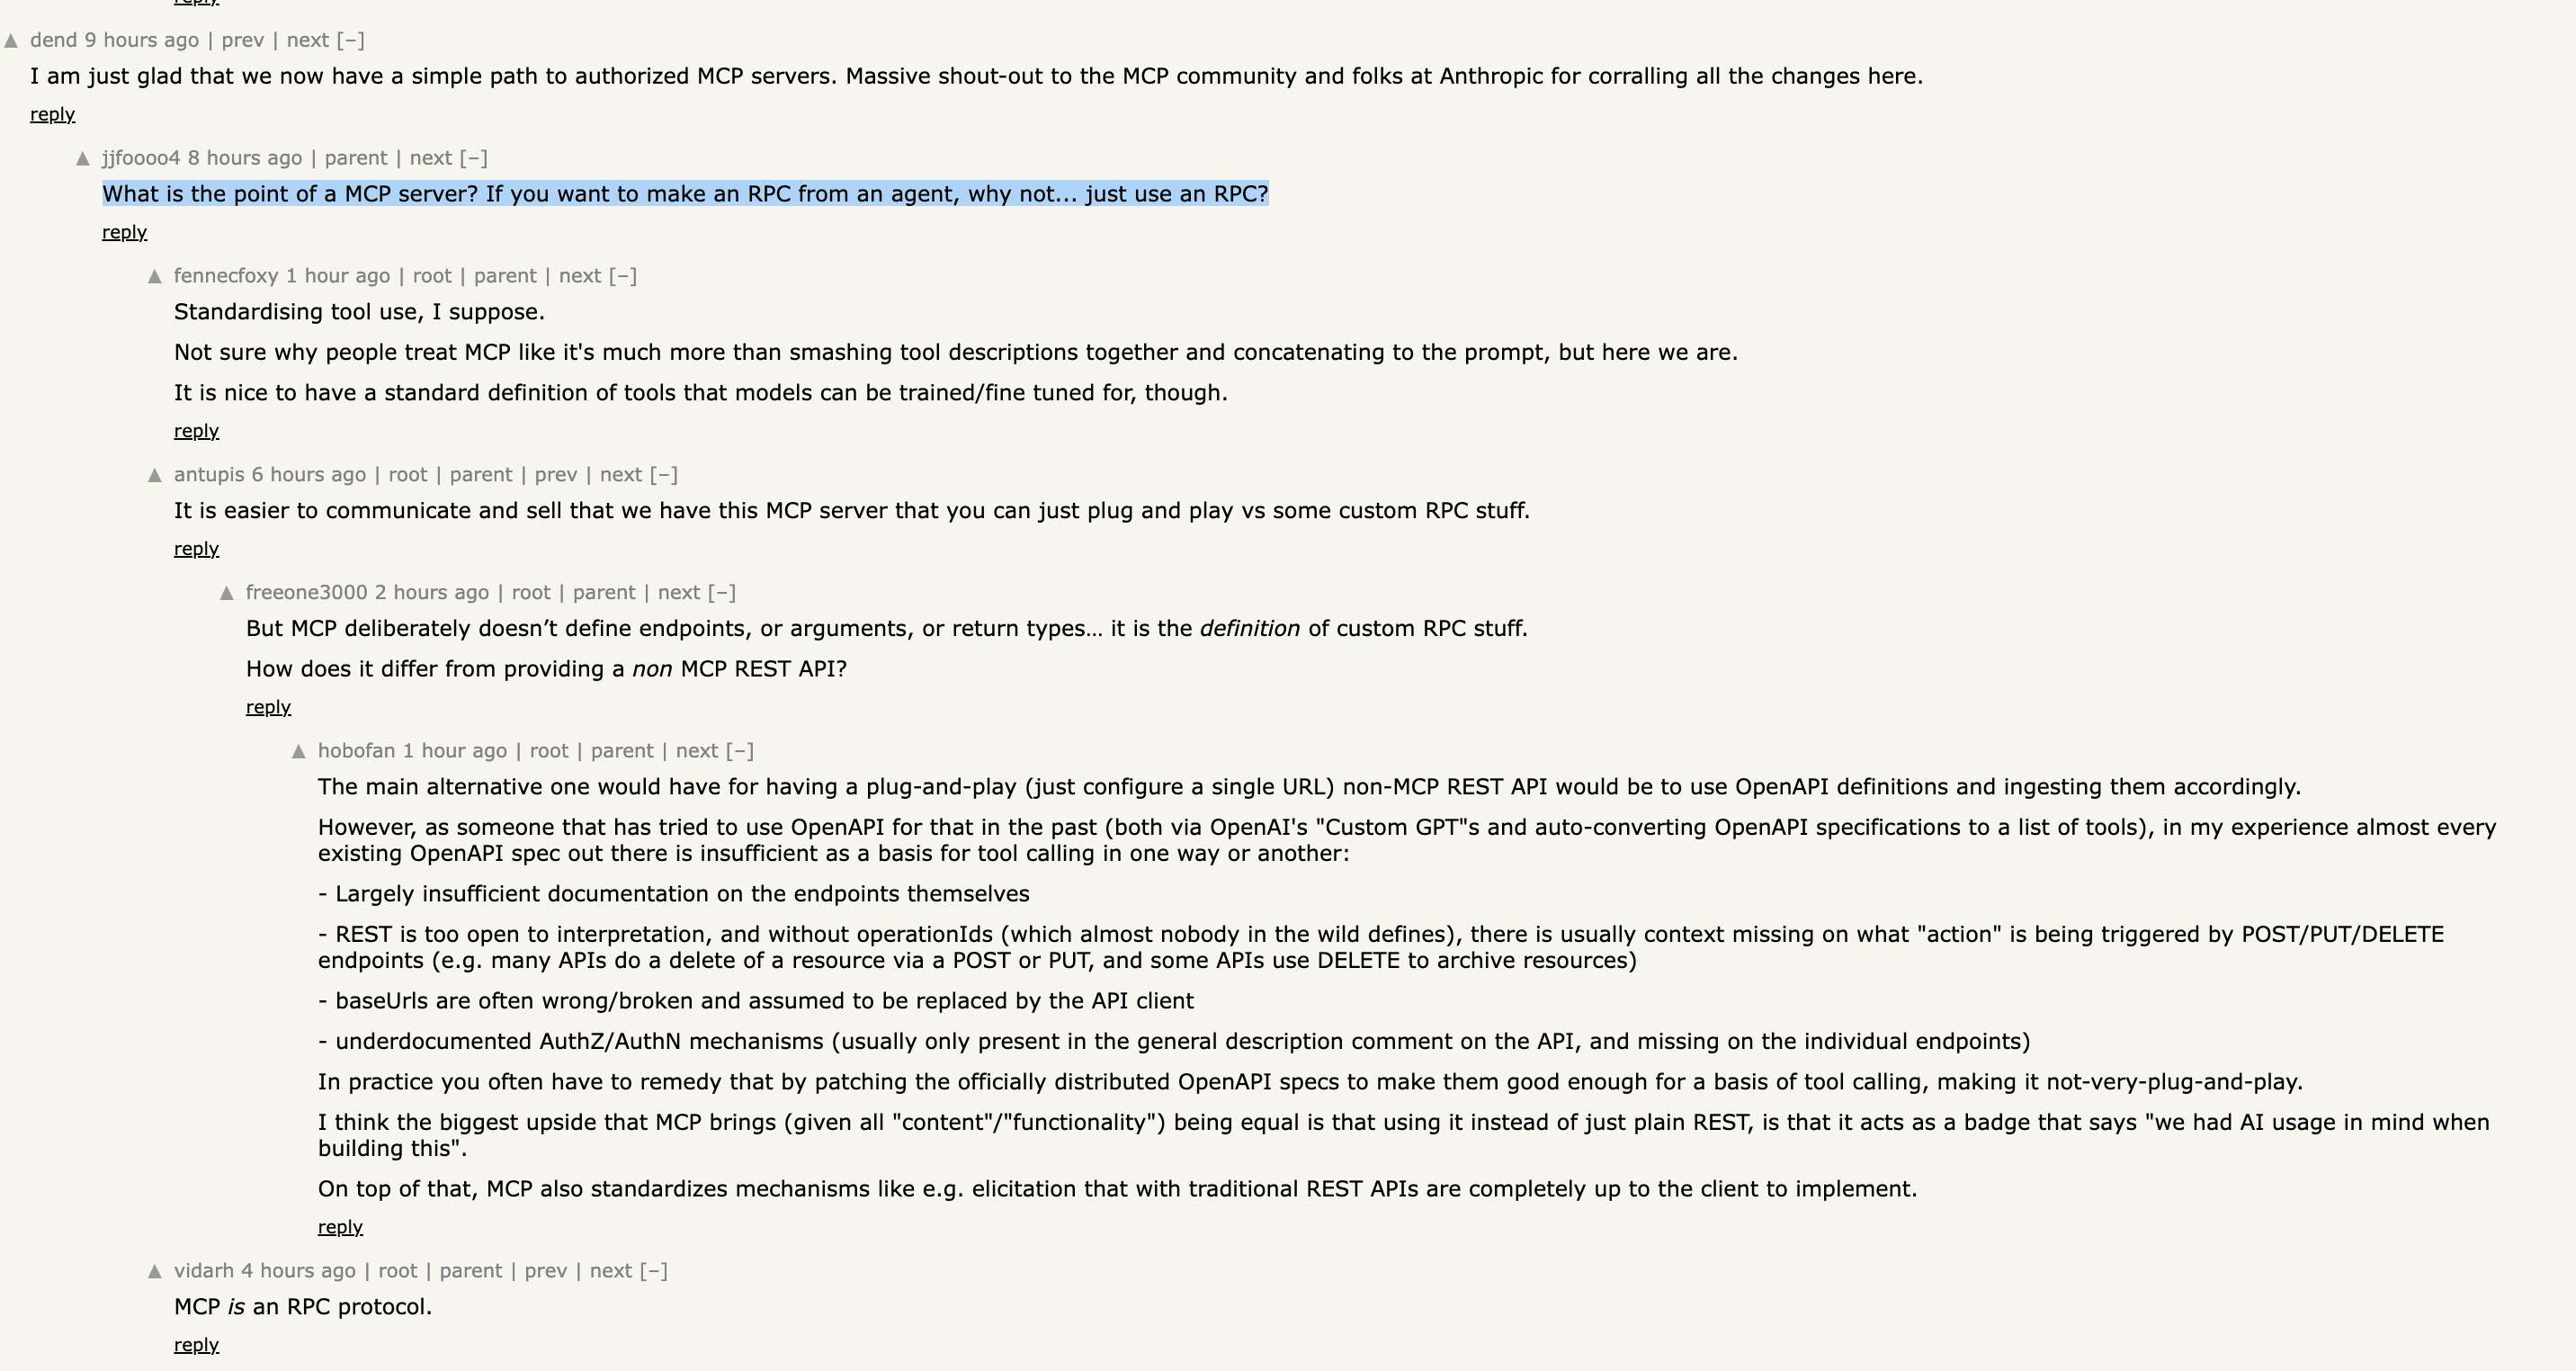 reply
▲ dend 9 hours ago | prev | next [–]
I am just glad that we now have a simple path to authorized MCP servers. Massive shout-out to the MCP community and folks at Anthropic for corralling all the changes here.
reply
▲ jjfoooo4 8 hours ago | parent | next [–]
What is the point of a MCP server? If you want to make an RPC from an agent, why not... just use an RPC?
reply
▲ fennecfoxy 1 hour ago | root | parent | next [–]
Standardising tool use, I suppose.
Not sure why people treat MCP like it's much more than smashing tool descriptions together and concatenating to the prompt, but here we are.
It is nice to have a standard definition of tools that models can be trained/fine tuned for, though.
reply
▲ antupis 6 hours ago | root | parent | prev | next [–]
It is easier to communicate and sell that we have this MCP server that you can just plug and play vs some custom RPC stuff.
reply
▲ freeone3000 2 hours ago | root | parent | next [–]
But MCP deliberately doesn’t define endpoints, or arguments, or return types… it is the definition of custom RPC stuff.
How does it differ from providing a non MCP REST API?
reply
▲ hobofan 1 hour ago | root | parent | next [–]
The main alternative one would have for having a plug-and-play (just configure a single URL) non-MCP REST API would be to use OpenAPI definitions and ingesting them accordingly.
However, as someone that has tried to use OpenAPI for that in the past (both via OpenAI's "Custom GPT"s and auto-converting OpenAPI specifications to a list of tools), in my experience almost every
existing OpenAPI spec out there is insufficient as a basis for tool calling in one way or another:
- Largely insufficient documentation on the endpoints themselves
- REST is too open to interpretation, and without operationIds (which almost nobody in the wild defines), there is usually context missing on what "action" is being triggered by POST/PUT/DELETE
endpoints (e.g. many APIs do a delete of a resource via a POST or PUT, and some APIs use DELETE to archive resources)
- baseUrls are often wrong/broken and assumed to be replaced by the API client
- underdocumented AuthZ/AuthN mechanisms (usually only present in the general description comment on the API, and missing on the individual endpoints)
In practice you often have to remedy that by patching the officially distributed OpenAPI specs to make them good enough for a basis of tool calling, making it not-very-plug-and-play.
I think the biggest upside that MCP brings (given all "content"/"functionality") being equal is that using it instead of just plain REST, is that it acts as a badge that says "we had AI usage in mind when
building this".
On top of that, MCP also standardizes mechanisms like e.g. elicitation that with traditional REST APIs are completely up to the client to implement.
reply
▲ vidarh 4 hours ago | root | parent | prev | next [–]
MCP is an RPC protocol.
reply